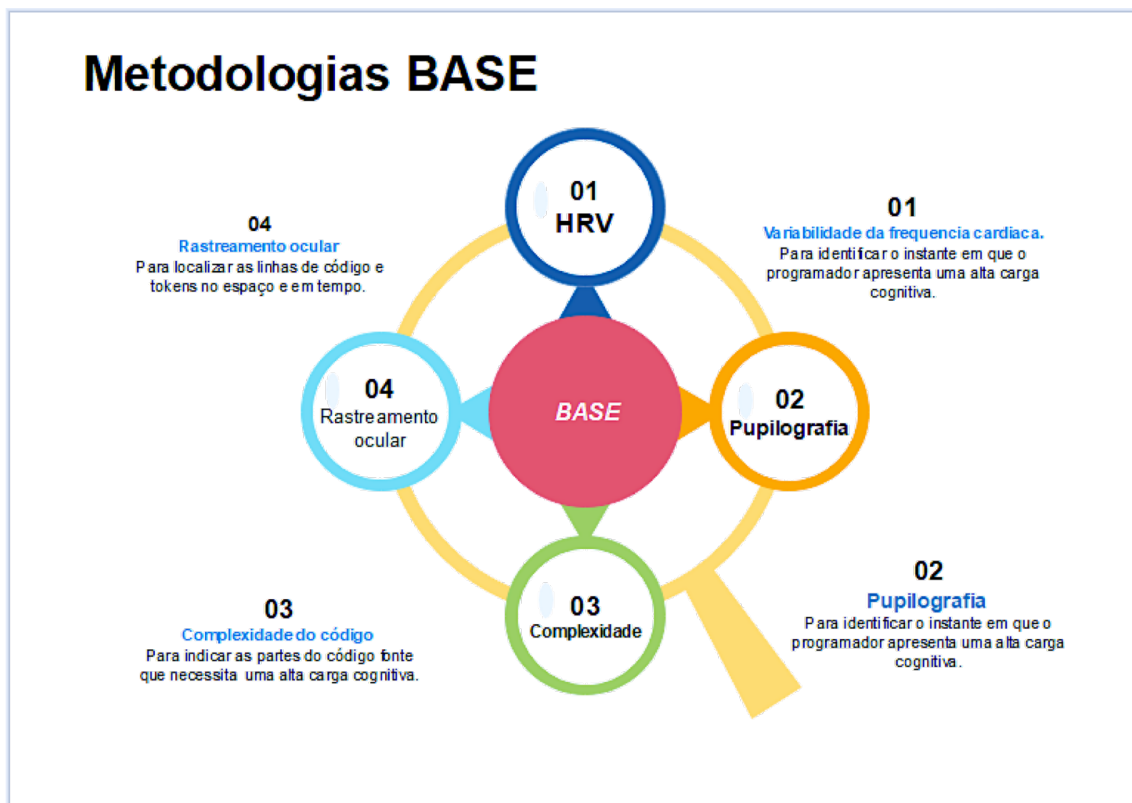 Metodologias BASE
01
HRV
04
Rastreamento ocular
Para localizar as linhas de código e
tokens no espaço e em tempo.
01
Variabilidade da frequencia cardiaca.
Para identificar o instante em que o
programador apresenta uma alta carga
cognitiva.
04
Rastreamento
ocular
BASE
02
Pupilografia
03
Complexidade do código
Para indicar as partes do código fonte
que necessita uma alta carga cognitiva.
03
Complexidade
02
Pupilografia
Para identificar o instante em que o
programador apresenta uma alta carga
cognitiva.